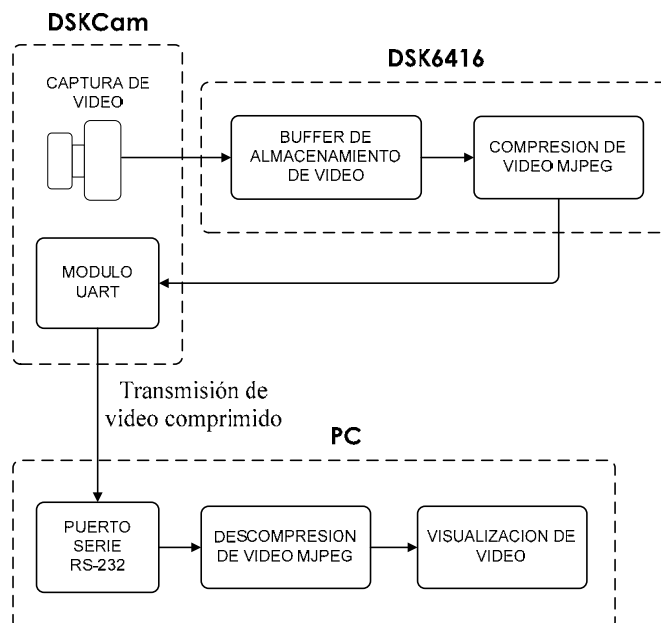 DSKCam
CAPTURA DE
VIDEO
DSK6416
BUFFER DE
ALMACENAMIENTO
DE VIDEO
COMPRESION DE
VIDEO MJPEG
MODULO
UART
Transmisión de
video comprimido
PC
PUERTO
SERIE
RS-232
DESCOMPRESION
DE VIDEO MJPEG
VISUALIZACION DE
VIDEO